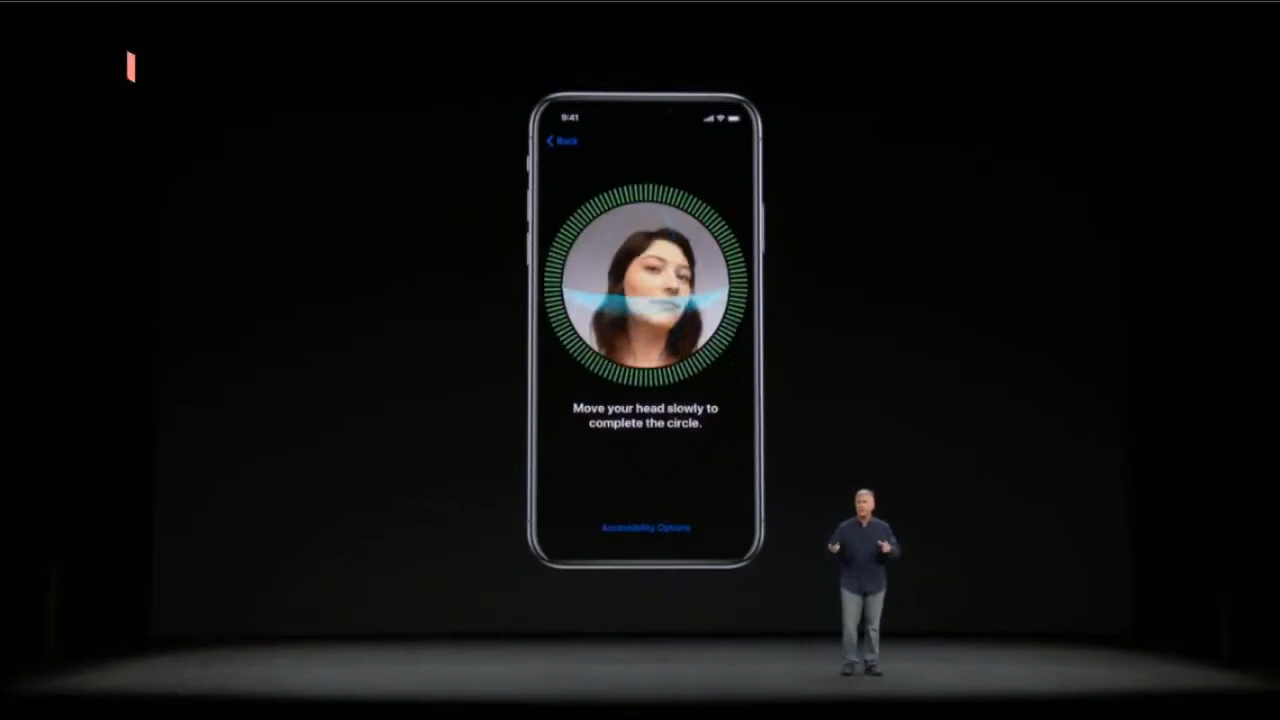 9:41
Back
Move your head slowly to
complete the circle.
Accessibility Options